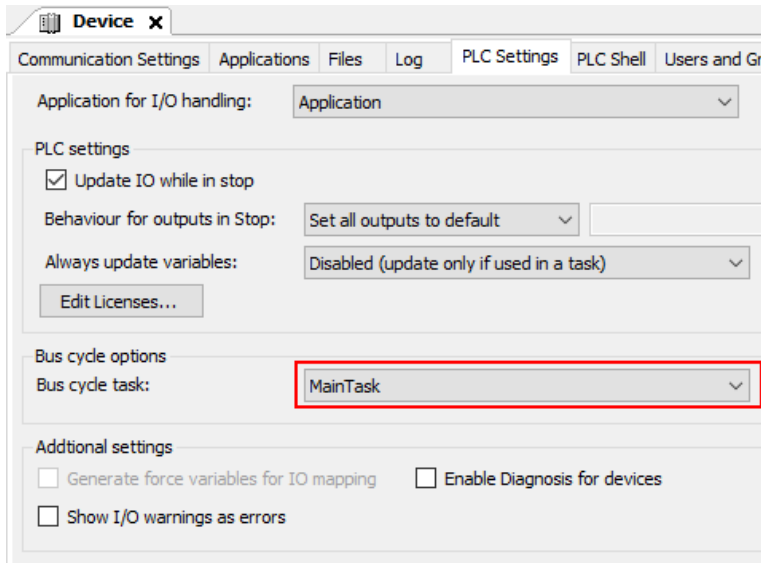 Device
Communication Settings Applications Files Log PLC Settings PLC Shell Users and Gr
Application for I/O handling: Application
PLC settings
Update IO while in stop
Behaviour for outputs in Stop: Set all outputs to default
Always update variables: Disabled (update only if used in a task)
Edit Licenses...
Bus cycle options
Bus cycle task: MainTask
Addtional settings
Generate force variables for IO mapping Enable Diagnosis for devices
Show I/O warnings as errors